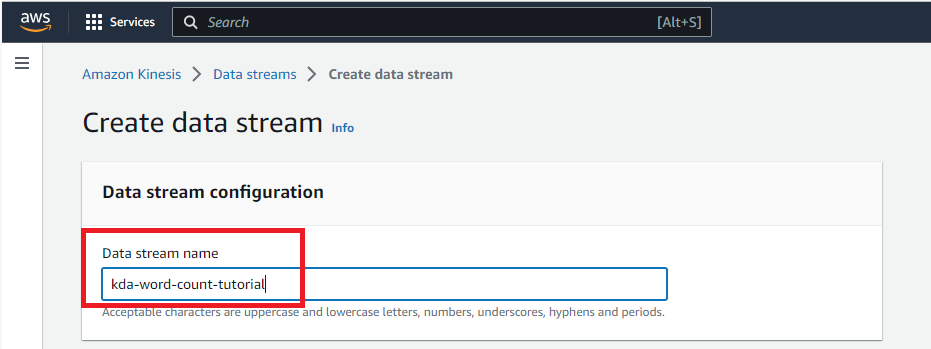 aws Services Search [Alt+S]
Amazon Kinesis > Data streams > Create data stream
Create data stream Info
Data stream configuration
Data stream name
kda-word-count-tutorial
Acceptable characters are uppercase and lowercase letters, numbers, underscores, hyphens and periods.